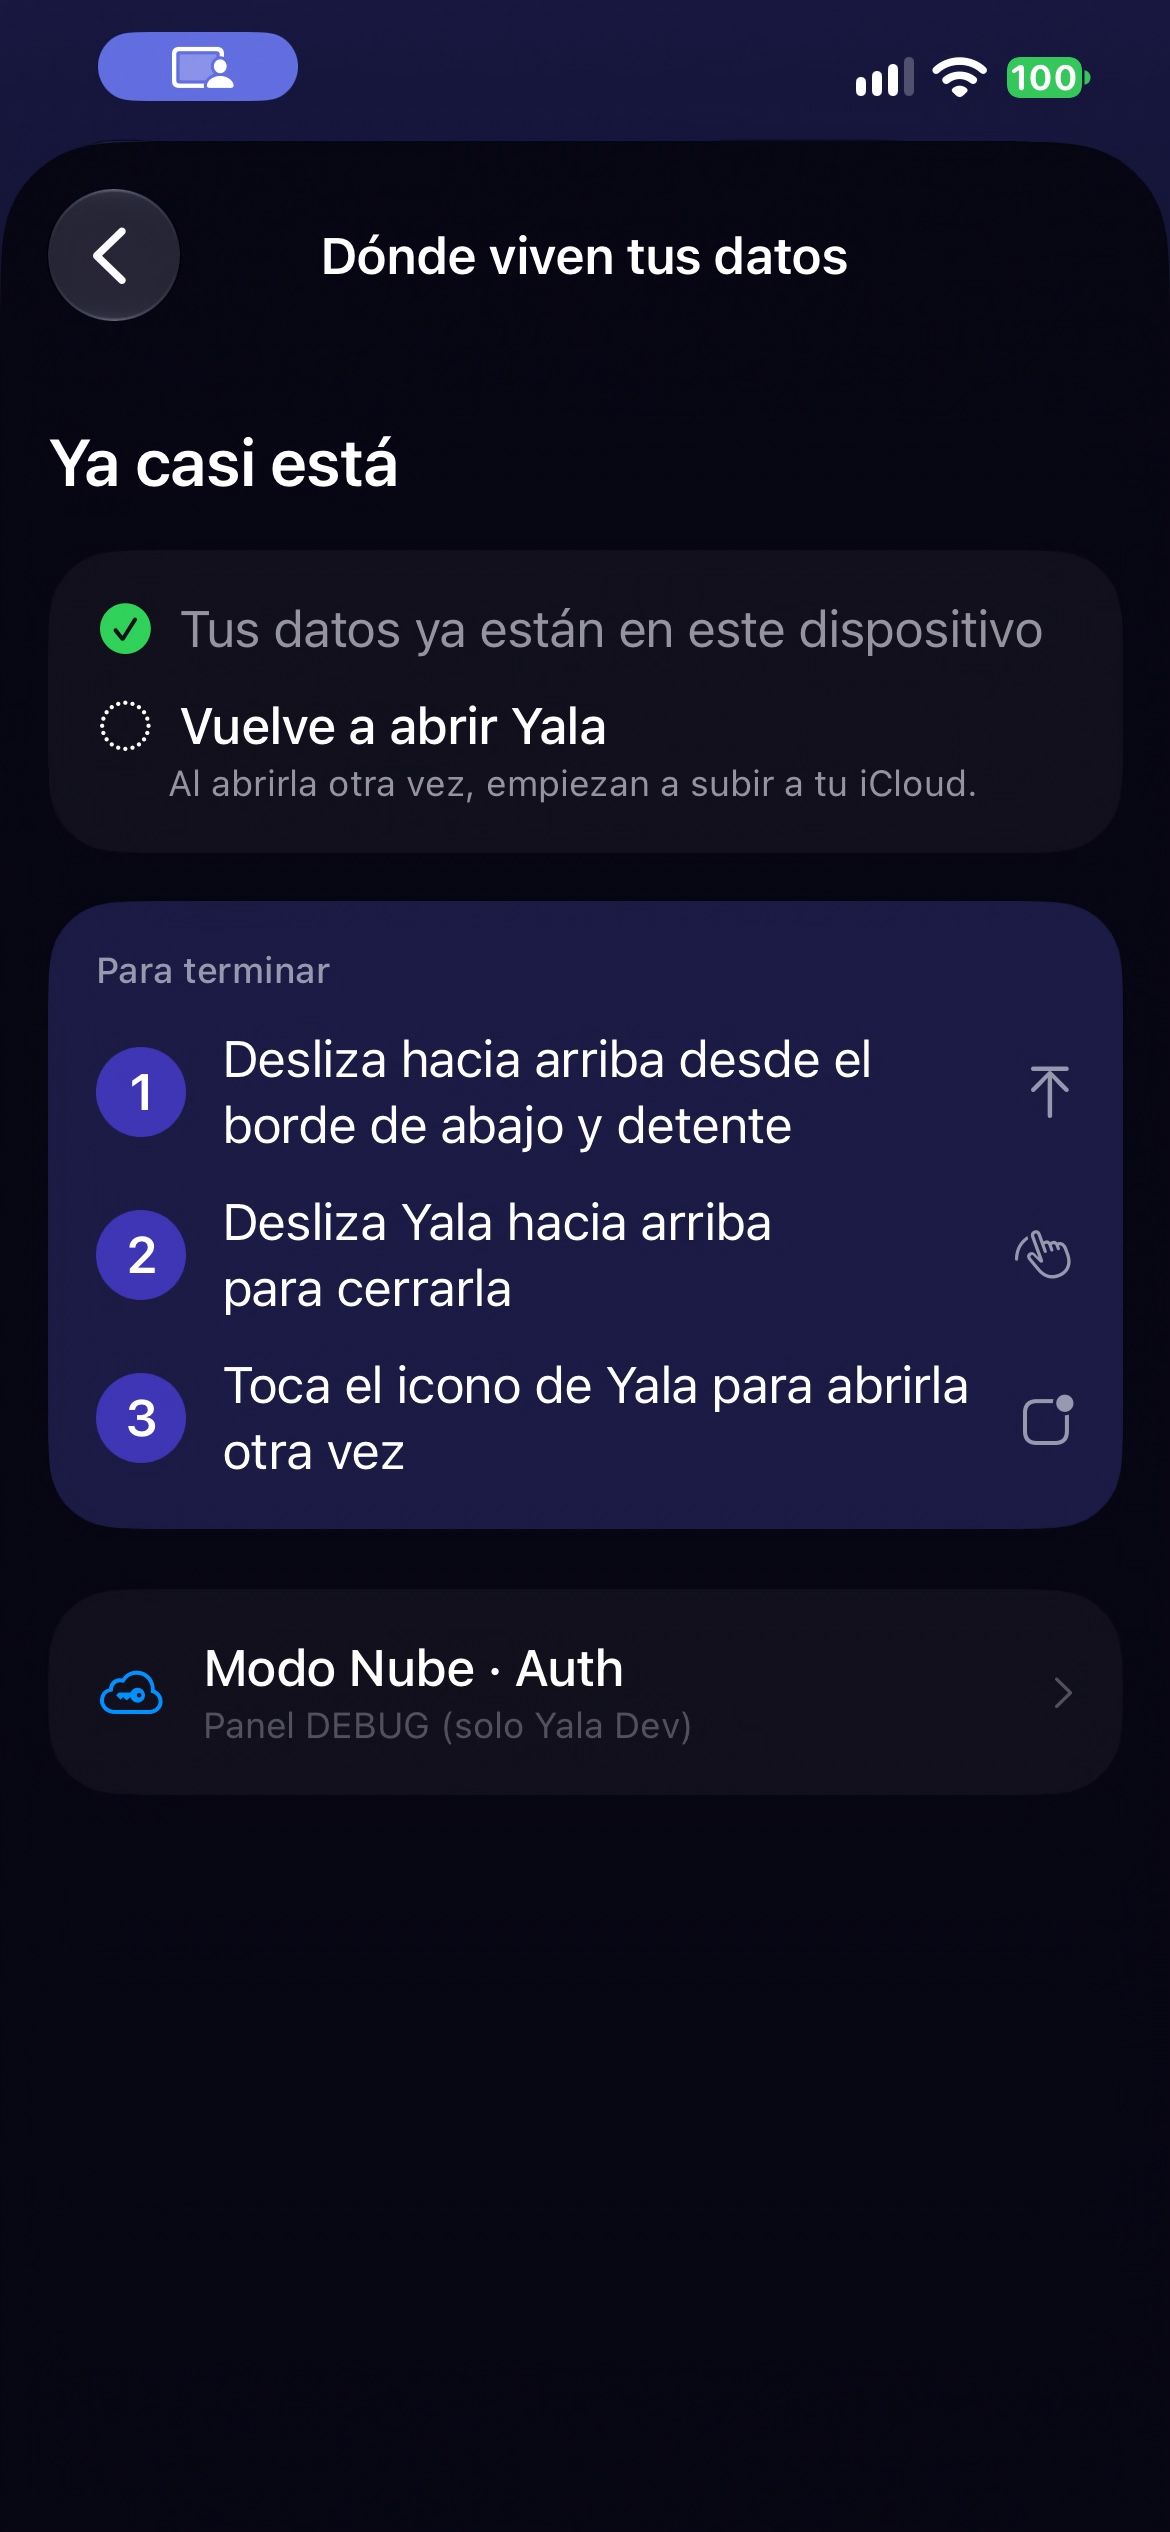 100
Dónde viven tus datos
Ya casi está
Tus datos ya están en este dispositivo
Vuelve a abrir Yala
Al abrirla otra vez, empiezan a subir a tu iCloud.
Para terminar
1 Desliza hacia arriba desde el
borde de abajo y detente
2 Desliza Yala hacia arriba
para cerrarla
3 Toca el icono de Yala para abrirla
otra vez
Modo Nube · Auth
Panel DEBUG (solo Yala Dev)